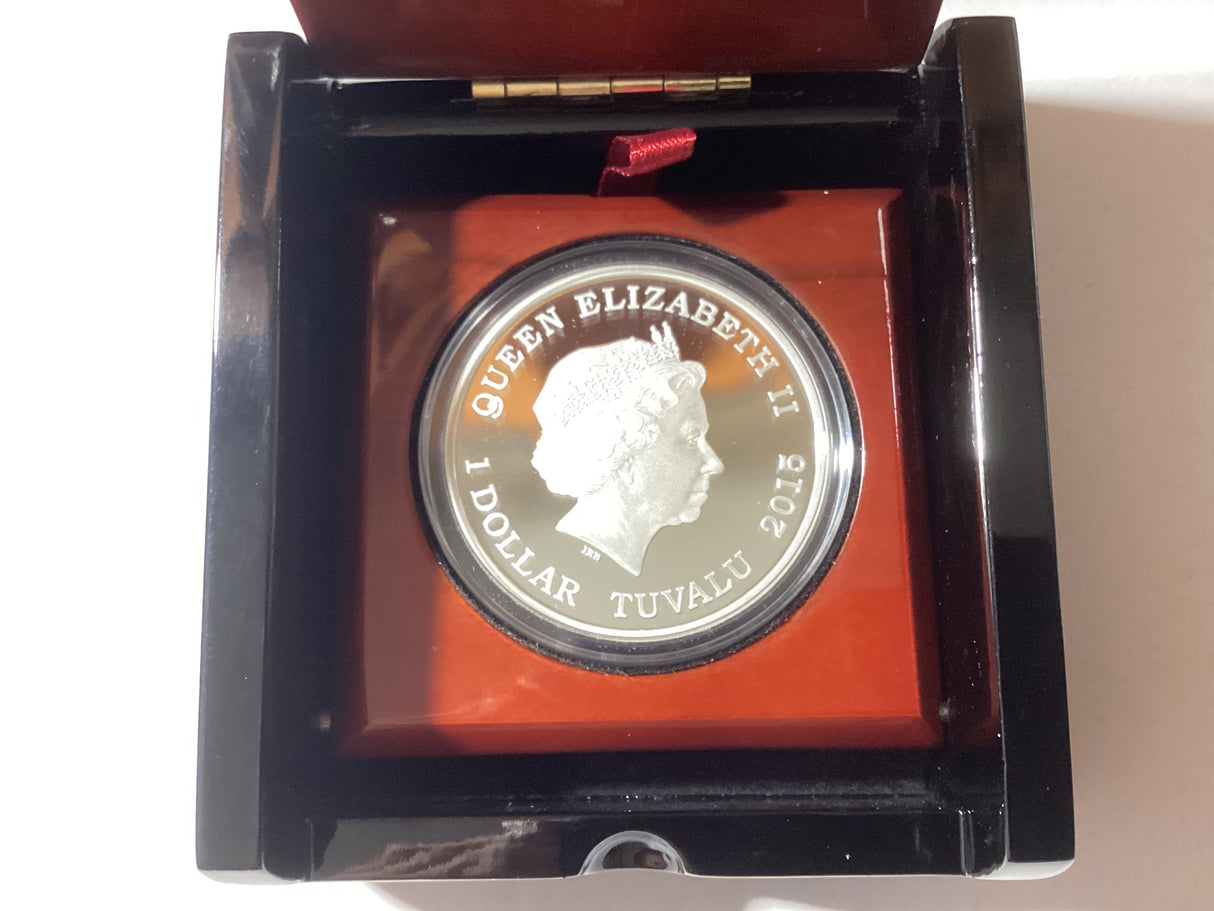 QUEEN ELIZABETH II
1 DOLLAR TUVALU 2015
IRB